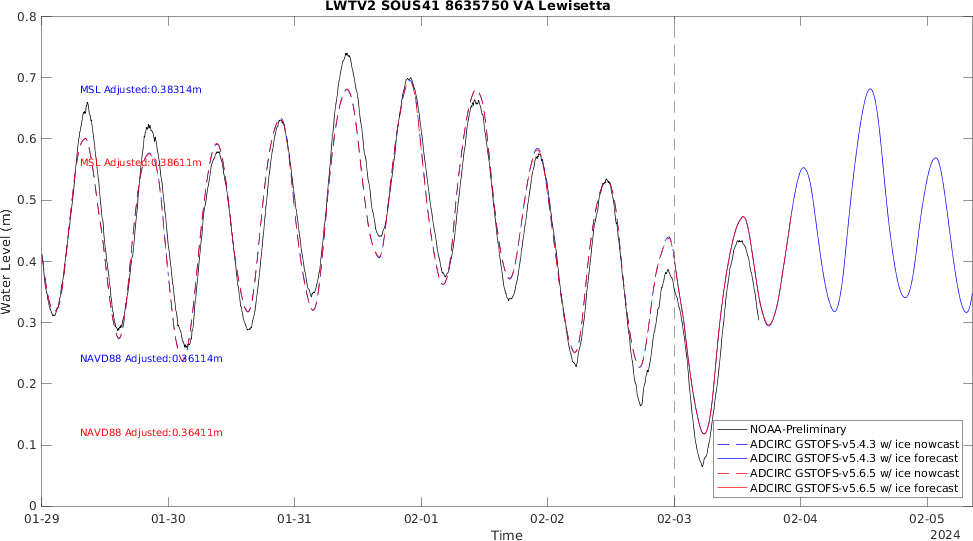 LWTV2 SOUS41 8635750 VA Lewisetta
0.8
0.7
0.6
0.5
0.4
0.3
0.2
0.1
0
Water Level (m)
MSL Adjusted:0.38314m
MSL Adjusted:0.38611m
NAVD88 Adjusted:0.36114m
NAVD88 Adjusted:0.36411m
NOAA-Preliminary
ADCIRC GSTOFS-v5.4.3 w/ ice nowcast
ADCIRC GSTOFS-v5.4.3 w/ ice forecast
ADCIRC GSTOFS-v5.6.5 w/ ice nowcast
ADCIRC GSTOFS-v5.6.5 w/ ice forecast
01-29 01-30 01-31 02-01 02-02 02-03 02-04 02-05
Time
2024